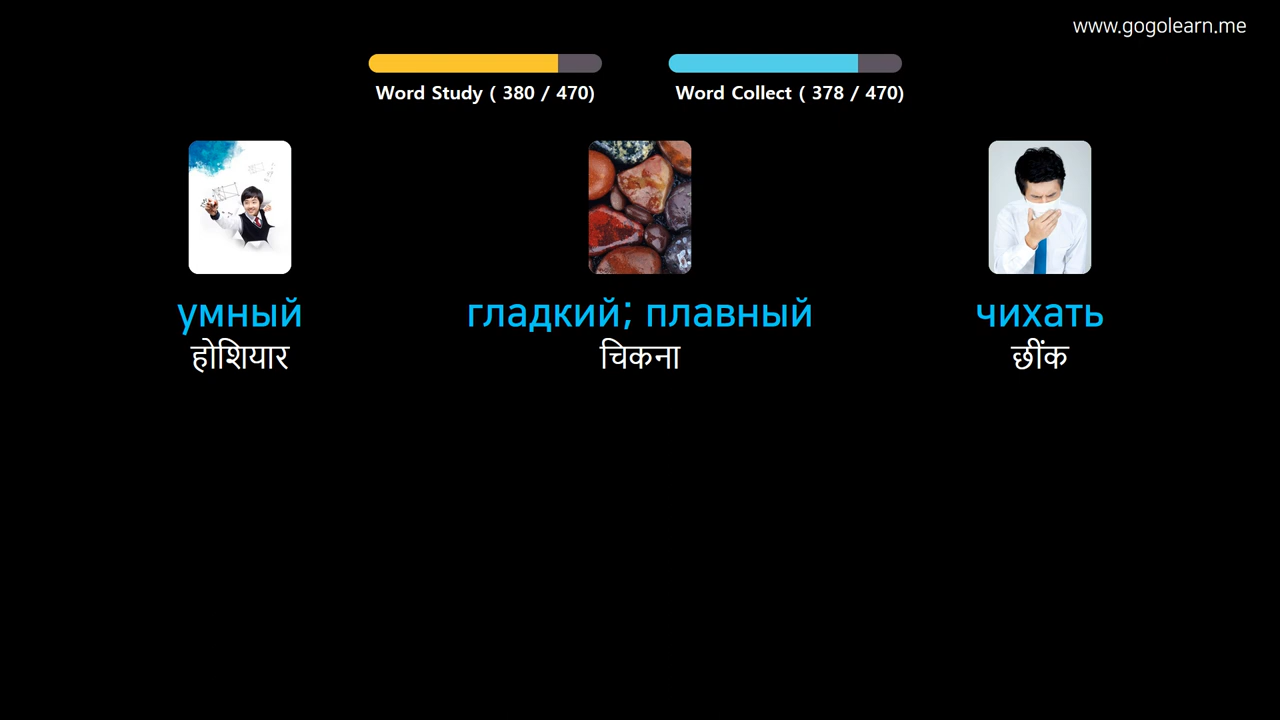 www.gogolearn.me
Word Study ( 380 / 470)
Word Collect ( 378 / 470)
умный
гладкий; плавный
чихать
होशियार
चिकना
छींक